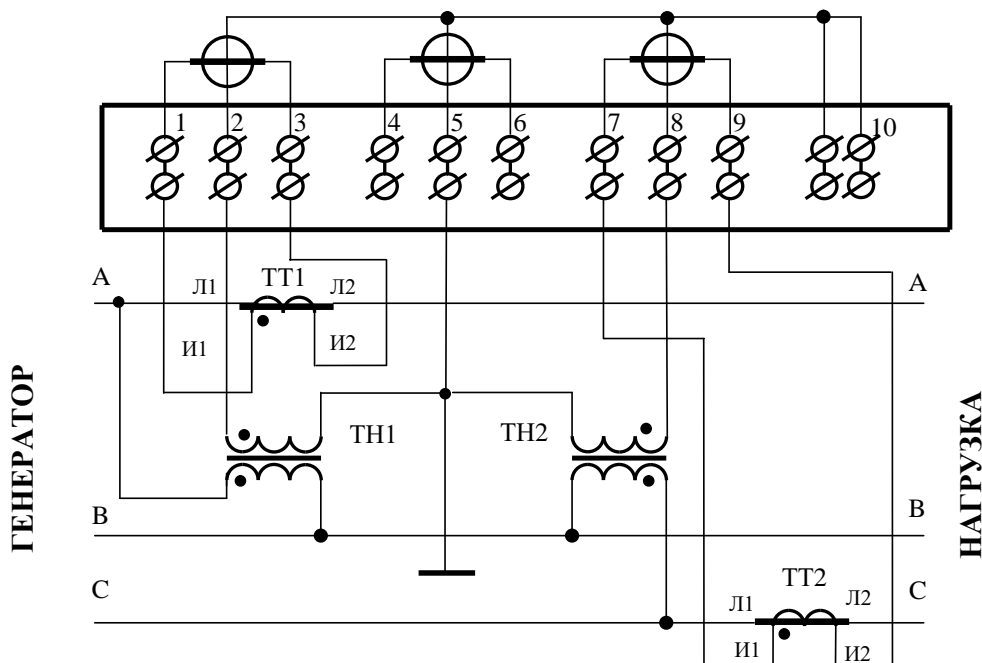 1 2 3 4 5 6 7 8 9 10
А ТТ1 А
Л1 Л2
И1 И2
ГЕНЕРАТОР
НАГРУЗКА
ТН1 ТН2
В В
С ТТ2 С
Л1 Л2
И1 И2